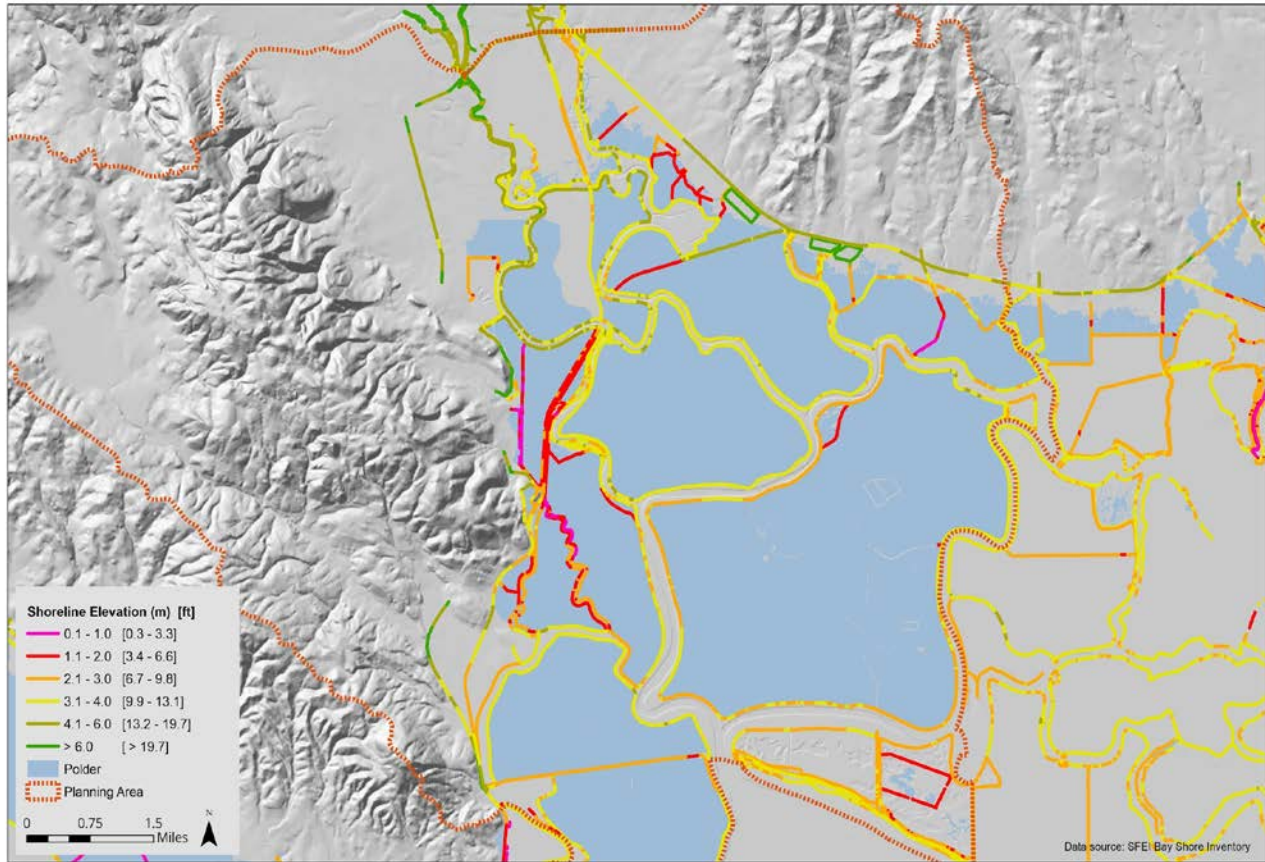 Shoreline Elevation (m) [ft]
0.1 - 1.0 [0.3 - 3.3]
1.1 - 2.0 [3.4 - 6.6]
2.1 - 3.0 [6.7 - 9.8]
3.1 - 4.0 [9.9 - 13.1]
4.1 - 6.0 [13.2 - 19.7]
> 6.0 [ > 19.7]
Polder
Planning Area
N
0 0.75 1.5
Miles
Data source: SFEI Bay Shore Inventory